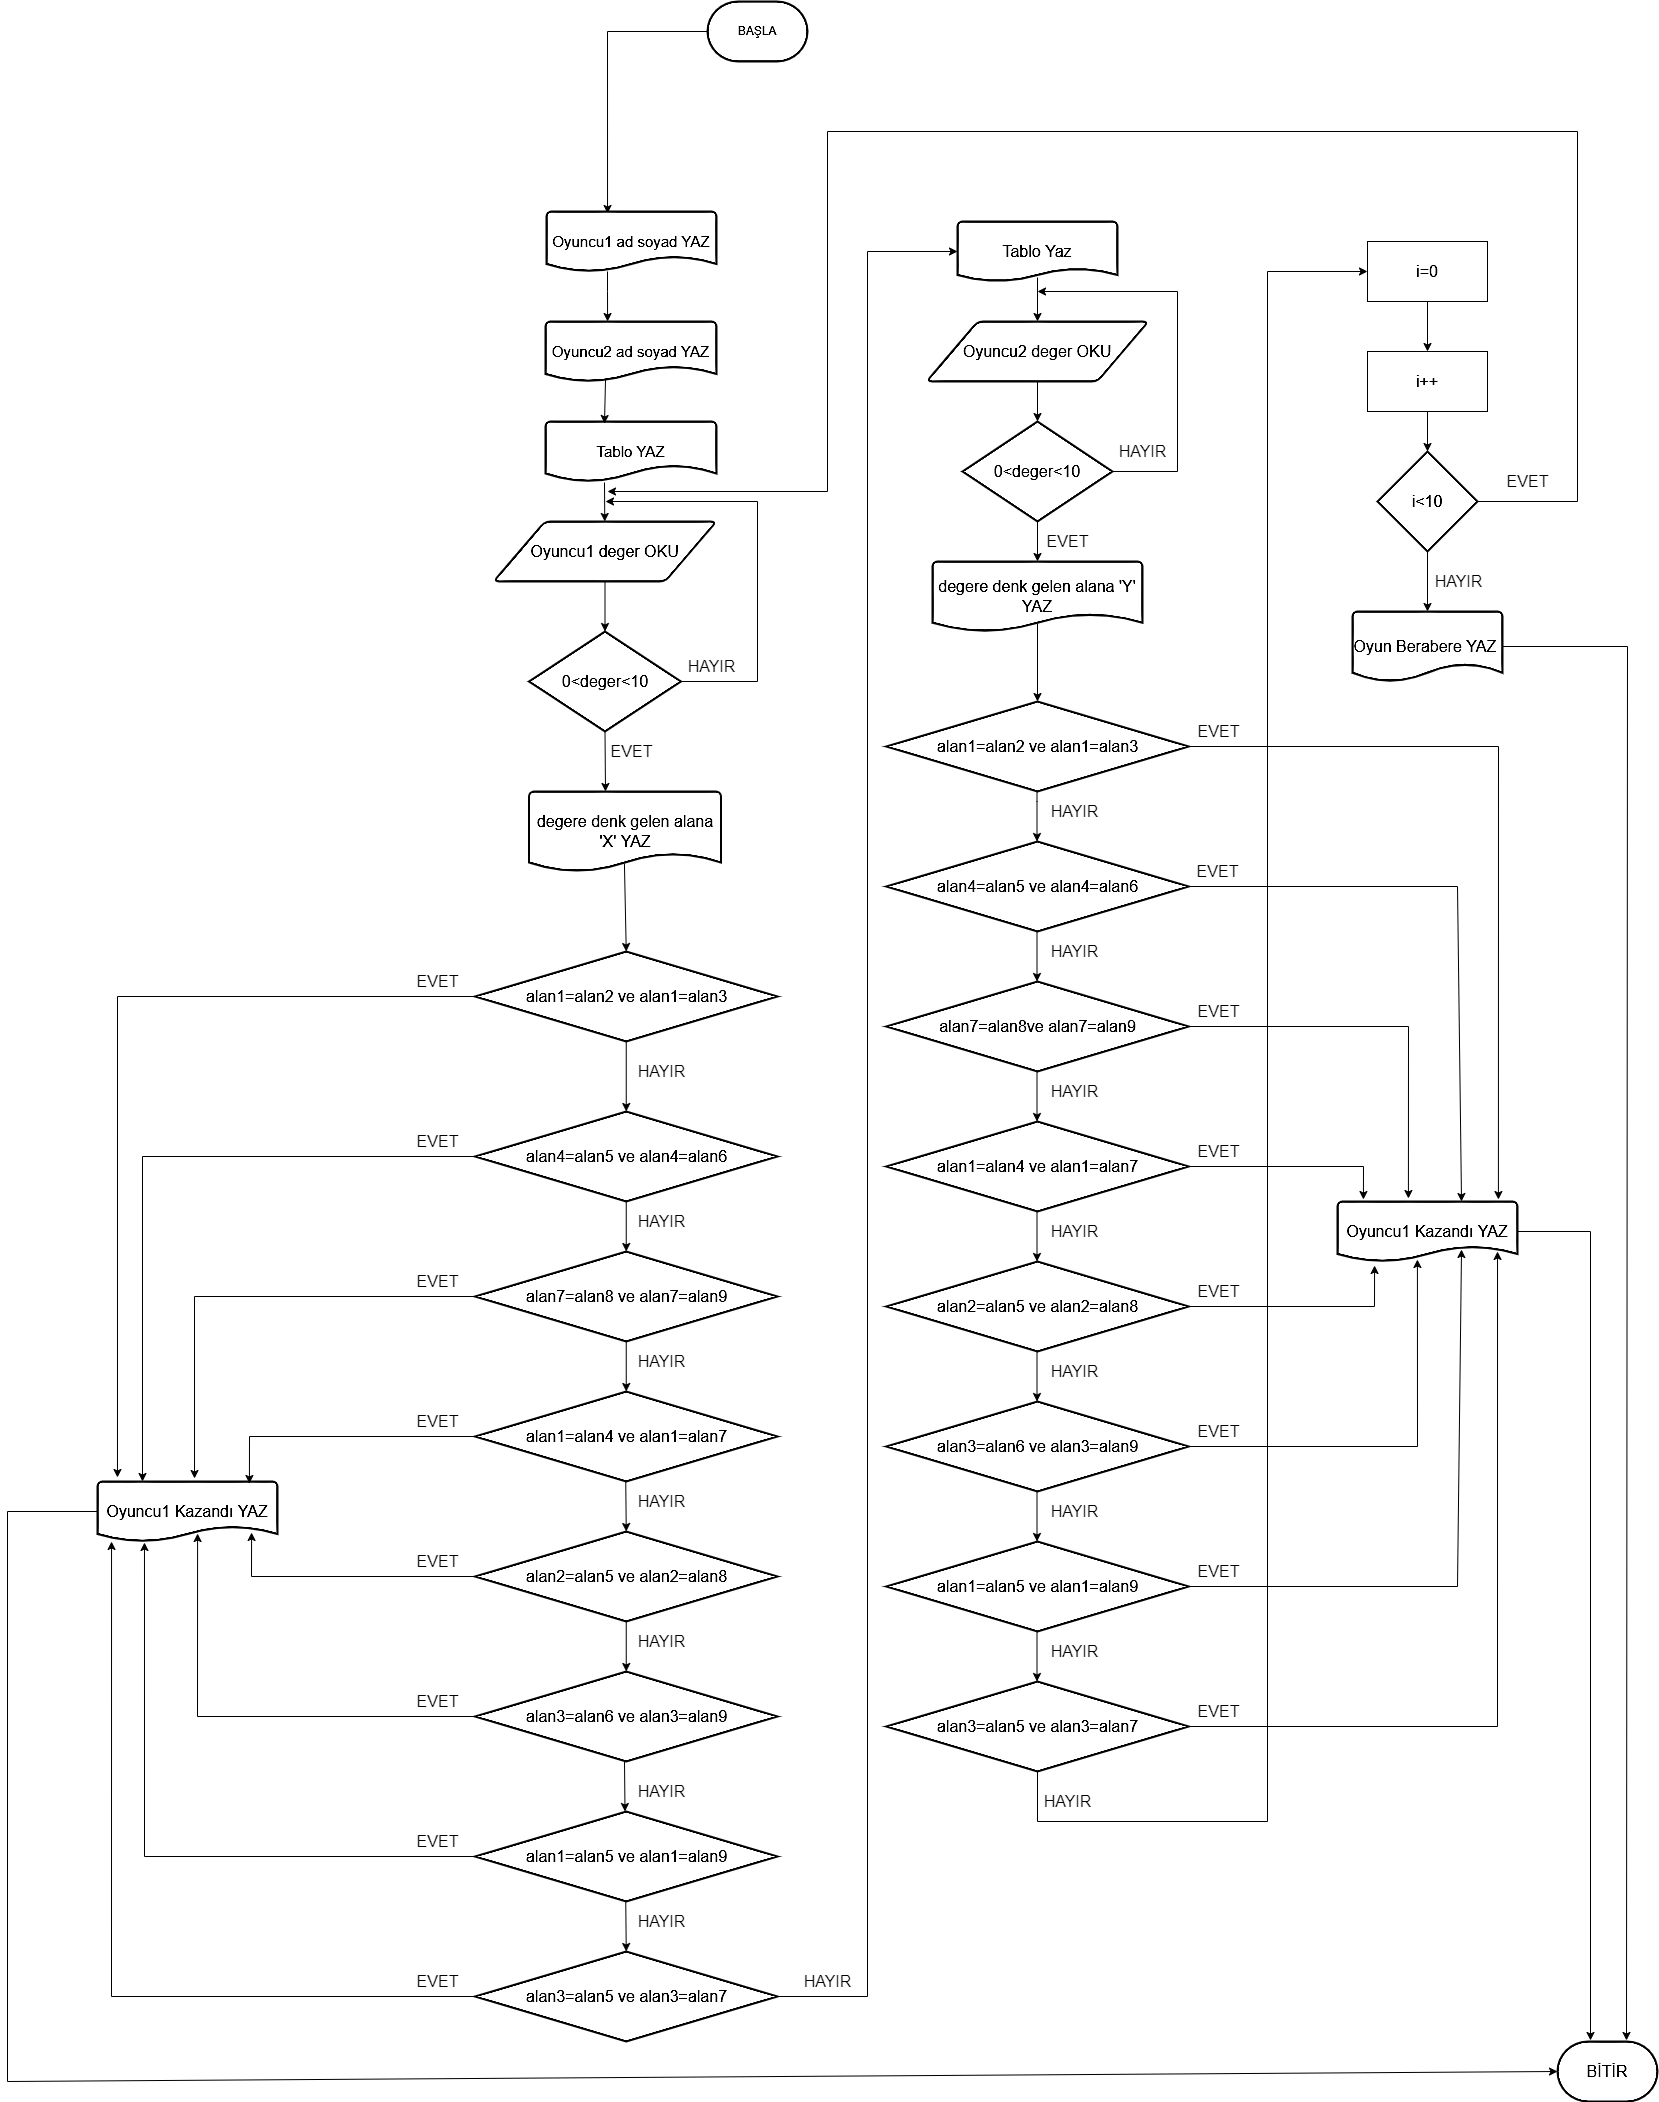 BAŞLA
Oyuncu1 ad soyad YAZ
Oyuncu2 ad soyad YAZ
Tablo YAZ
Oyuncu1 deger OKU
0<deger<10
HAYIR
EVET
degere denk gelen alana
'X' YAZ
alan1=alan2 ve alan1=alan3
EVET
HAYIR
alan4=alan5 ve alan4=alan6
EVET
HAYIR
alan7=alan8 ve alan7=alan9
EVET
HAYIR
alan1=alan4 ve alan1=alan7
EVET
HAYIR
Oyuncu1 Kazandı YAZ
alan2=alan5 ve alan2=alan8
EVET
HAYIR
alan3=alan6 ve alan3=alan9
EVET
HAYIR
alan1=alan5 ve alan1=alan9
EVET
HAYIR
alan3=alan5 ve alan3=alan7
EVET
HAYIR
Tablo Yaz
Oyuncu2 deger OKU
0<deger<10
HAYIR
EVET
degere denk gelen alana 'Y'
YAZ
alan1=alan2 ve alan1=alan3
EVET
HAYIR
alan4=alan5 ve alan4=alan6
EVET
HAYIR
alan7=alan8ve alan7=alan9
EVET
HAYIR
alan1=alan4 ve alan1=alan7
EVET
HAYIR
Oyuncu1 Kazandı YAZ
alan2=alan5 ve alan2=alan8
EVET
HAYIR
alan3=alan6 ve alan3=alan9
EVET
HAYIR
alan1=alan5 ve alan1=alan9
EVET
HAYIR
alan3=alan5 ve alan3=alan7
EVET
HAYIR
i=0
i++
i<10
EVET
HAYIR
Oyun Berabere YAZ
BİTİR